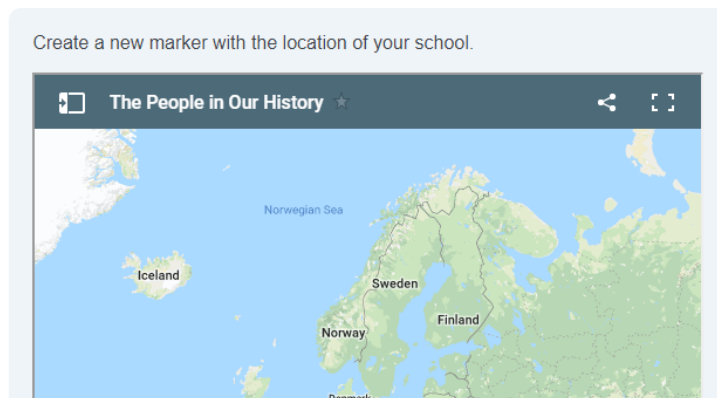 Create a new marker with the location of your school.
The People in Our History
Norwegian Sea
Iceland
Sweden
Finland
Norway
Denmark